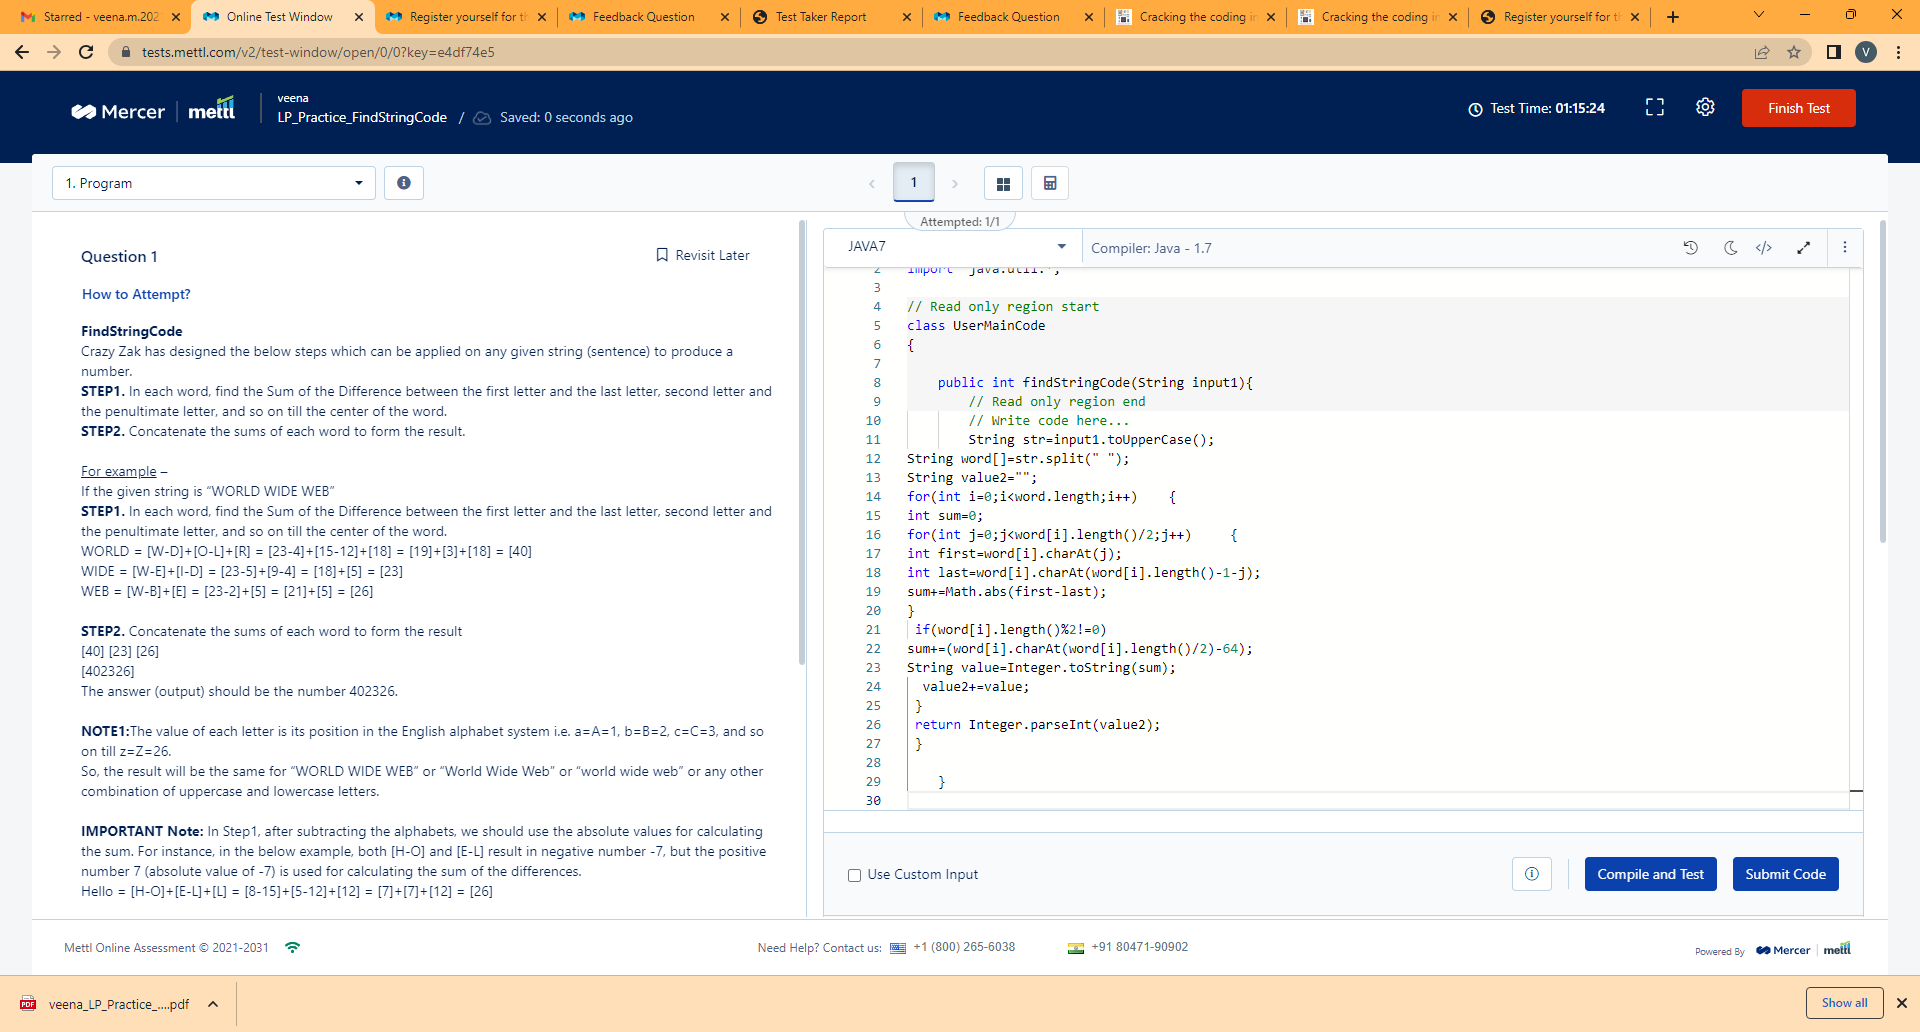 Starred - veena.m.202
Online Test Window
Register yourself for th
Feedback Question
Test Taker Report
Feedback Question
Cracking the coding in
Cracking the coding in
Register yourself for th
tests.mettl.com/v2/test-window/open/0/0?key=e4df74e5
V
Mercer | mettl
veena
LP_Practice_FindStringCode / Saved: 0 seconds ago
Test Time: 01:15:24
Finish Test
1. Program
1
Attempted: 1/1
Question 1
Revisit Later
How to Attempt?
FindStringCode
Crazy Zak has designed the below steps which can be applied on any given string (sentence) to produce a
number.
STEP1. In each word, find the Sum of the Difference between the first letter and the last letter, second letter and
the penultimate letter, and so on till the center of the word.
STEP2. Concatenate the sums of each word to form the result.
For example –
If the given string is “WORLD WIDE WEB”
STEP1. In each word, find the Sum of the Difference between the first letter and the last letter, second letter and
the penultimate letter, and so on till the center of the word.
WORLD = [W-D]+[O-L]+[R] = [23-4]+[15-12]+[18] = [19]+[3]+[18] = [40]
WIDE = [W-E]+[I-D] = [23-5]+[9-4] = [18]+[5] = [23]
WEB = [W-B]+[E] = [23-2]+[5] = [21]+[5] = [26]
STEP2. Concatenate the sums of each word to form the result
[40] [23] [26]
[402326]
The answer (output) should be the number 402326.
NOTE1:The value of each letter is its position in the English alphabet system i.e. a=A=1, b=B=2, c=C=3, and so
on till z=Z=26.
So, the result will be the same for “WORLD WIDE WEB” or “World Wide Web” or “world wide web” or any other
combination of uppercase and lowercase letters.
IMPORTANT Note: In Step1, after subtracting the alphabets, we should use the absolute values for calculating
the sum. For instance, in the below example, both [H-O] and [E-L] result in negative number -7, but the positive
number 7 (absolute value of -7) is used for calculating the sum of the differences.
Hello = [H-O]+[E-L]+[L] = [8-15]+[5-12]+[12] = [7]+[7]+[12] = [26]
JAVA7
Compiler: Java - 1.7
2 import java.util.*;
3
4 // Read only region start
5 class UserMainCode
6 {
7
8 public int findStringCode(String input1){
9 // Read only region end
10 // Write code here...
11 String str=input1.toUpperCase();
12 String word[]=str.split(" ");
13 String value2="";
14 for(int i=0;i<word.length;i++) {
15 int sum=0;
16 for(int j=0;j<word[i].length()/2;j++) {
17 int first=word[i].charAt(j);
18 int last=word[i].charAt(word[i].length()-1-j);
19 sum+=Math.abs(first-last);
20 }
21 if(word[i].length()%2!=0)
22 sum+=(word[i].charAt(word[i].length()/2)-64);
23 String value=Integer.toString(sum);
24 value2+=value;
25 }
26 return Integer.parseInt(value2);
27 }
28
29 }
30
Use Custom Input
Compile and Test
Submit Code
Mettl Online Assessment © 2021-2031
Need Help? Contact us: +1 (800) 265-6038
+91 80471-90902
Powered By Mercer | mettl
veena_LP_Practice_....pdf
Show all